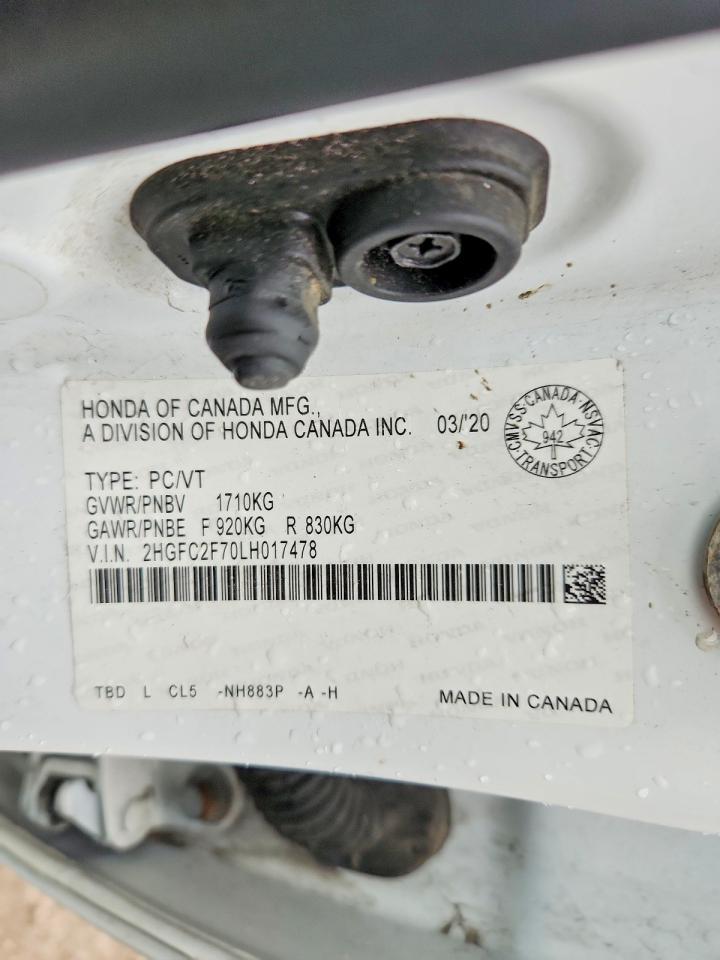 HONDA OF CANADA MFG.,
A DIVISION OF HONDA CANADA INC. 03/'20
CMVSS·CANADA·NSVAC·TRANSPORT·
942
TYPE: PC/VT
GVWR/PNBV 1710KG
GAWR/PNBE F 920KG R 830KG
V.I.N. 2HGFC2F70LH017478
TBD L CL5 -NH883P -A -H
MADE IN CANADA